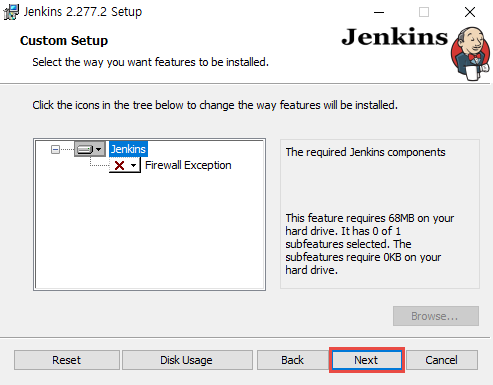 Jenkins 2.277.2 Setup
Custom Setup
Select the way you want features to be installed.
Jenkins
Click the icons in the tree below to change the way features will be installed.
Jenkins
Firewall Exception
The required Jenkins components
This feature requires 68MB on your
hard drive. It has 0 of 1
subfeatures selected. The
subfeatures require 0KB on your
hard drive.
Browse...
Reset
Disk Usage
Back
Next
Cancel